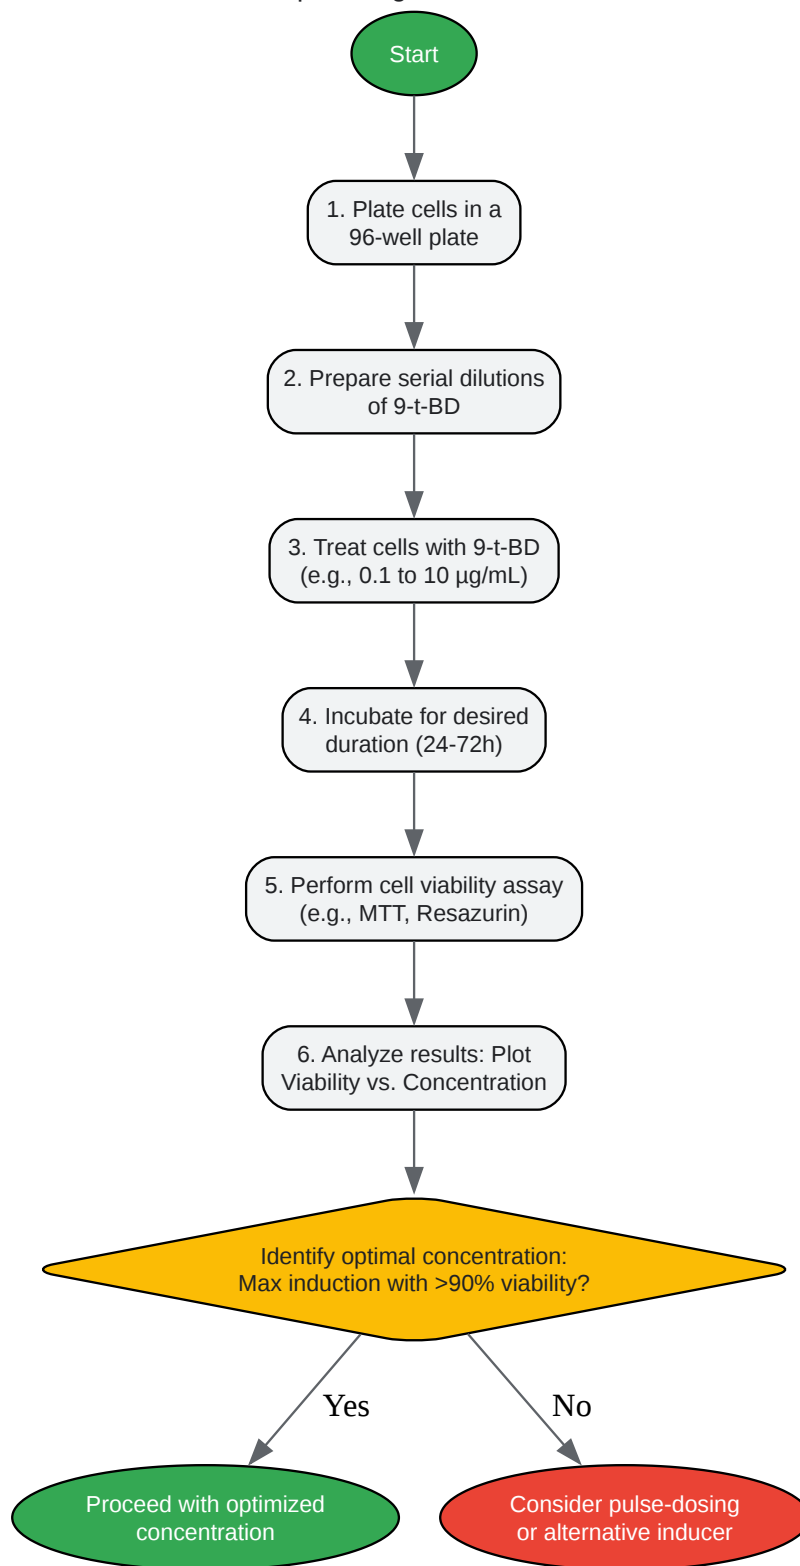 Start
1. Plate cells in a
96-well plate
2. Prepare serial dilutions
of 9-t-BD
3. Treat cells with 9-t-BD
(e.g., 0.1 to 10 µg/mL)
4. Incubate for desired
duration (24-72h)
5. Perform cell viability assay
(e.g., MTT, Resazurin)
6. Analyze results: Plot
Viability vs. Concentration
Identify optimal concentration:
Max induction with >90% viability?
Yes
No
Proceed with optimized
concentration
Consider pulse-dosing
or alternative inducer